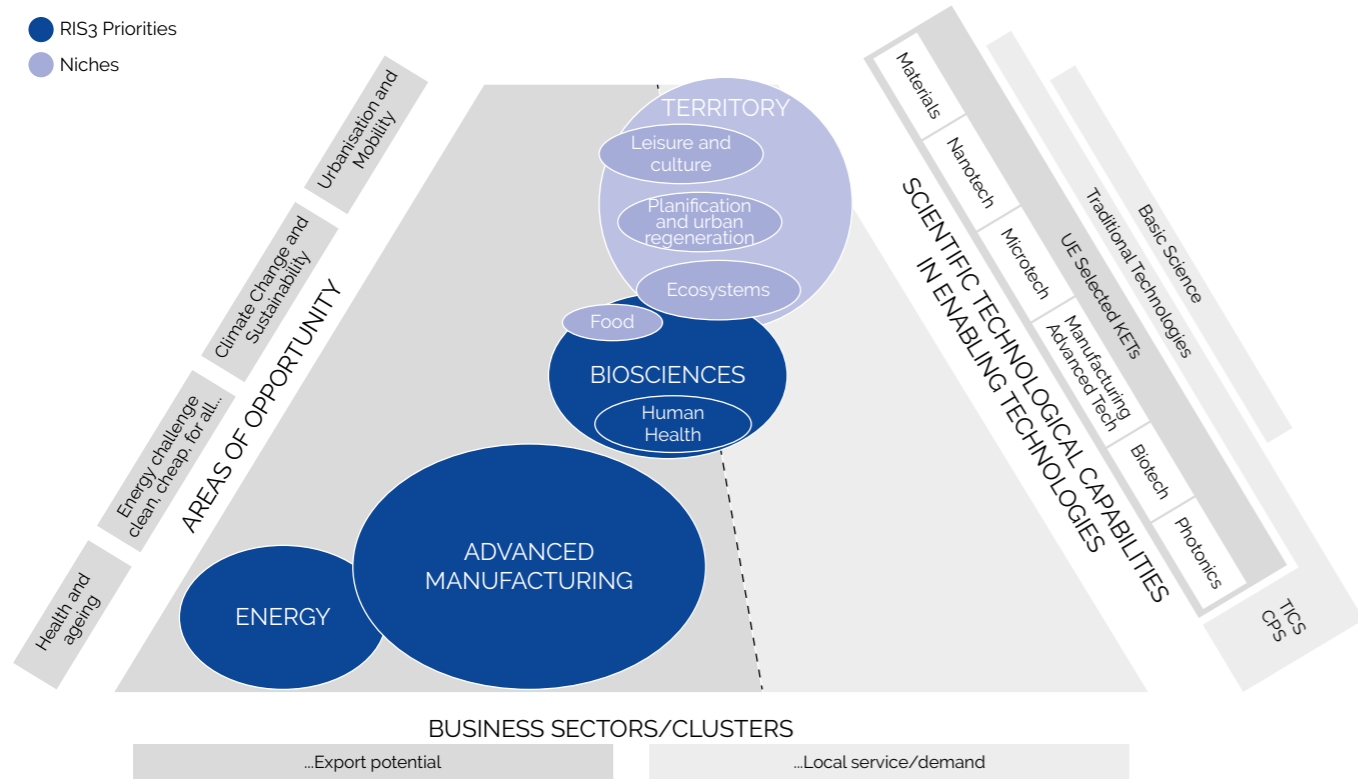 RIS3 Priorities
Niches
Urbanisation and
Mobility
Climate Change and
Sustainability
Energy challenge
clean, cheap, for all...
Health and
ageing
AREAS OF OPPORTUNITY
TERRITORY
Leisure and
culture
Planification
and urban
regeneration
Ecosystems
Food
BIOSCIENCES
Human
Health
ADVANCED
MANUFACTURING
ENERGY
SCIENTIFIC TECHNOLOGICAL CAPABILITIES
IN ENABLING TECHNOLOGIES
Materials
Nanotech
Microtech
Manufacturing
Advanced Tech
Biotech
Photonics
UE Selected KETs
Traditional Technologies
Basic Science
TICS
CPS
BUSINESS SECTORS/CLUSTERS
...Export potential
...Local service/demand